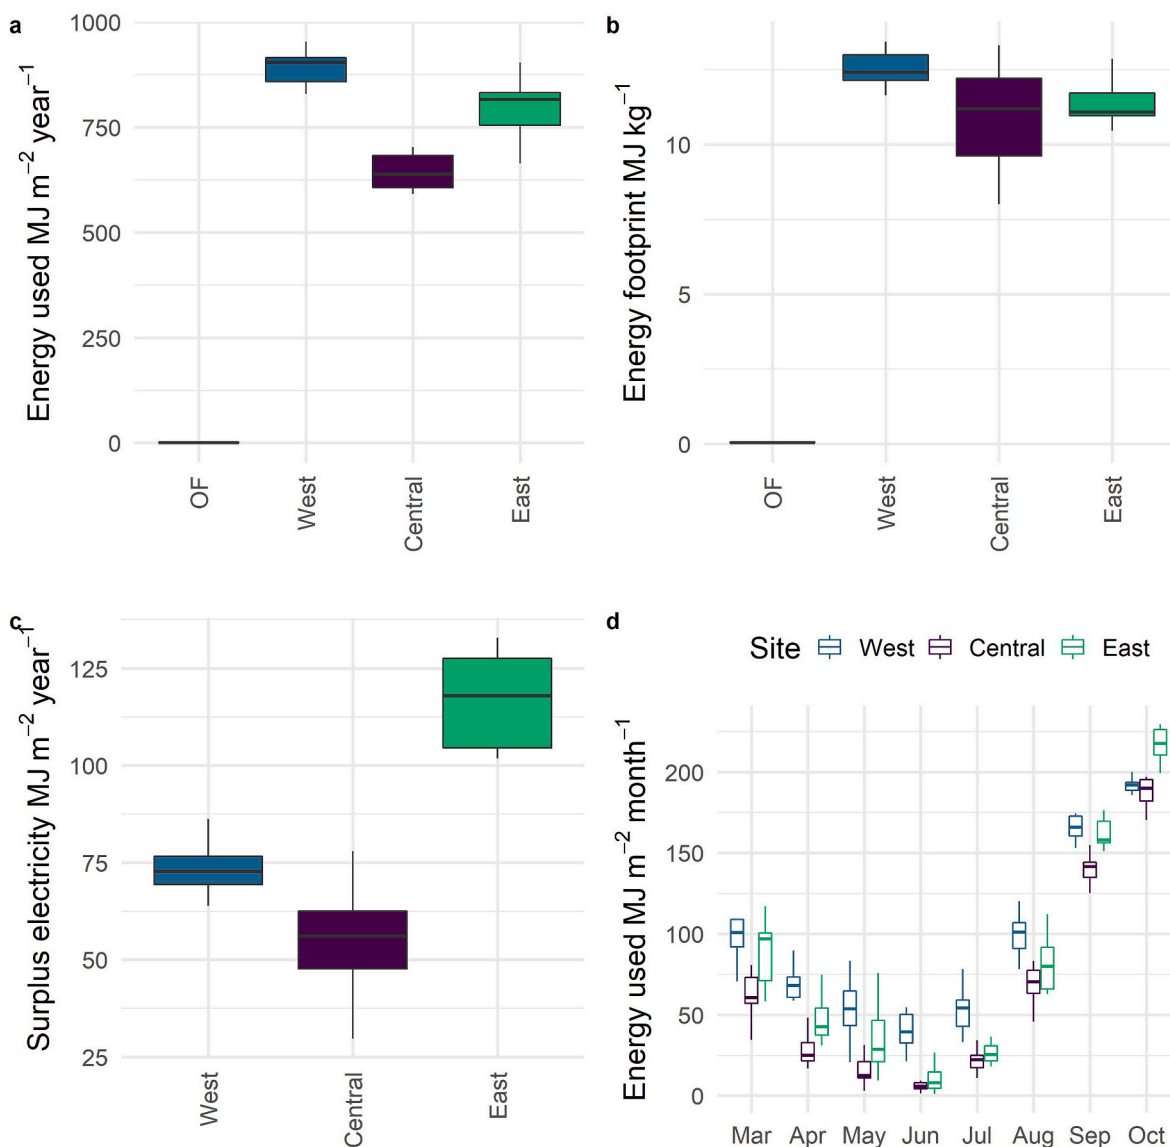 a
Energy used MJ m⁻² year⁻¹
1000
750
500
250
0
OF
West
Central
East
b
Energy footprint MJ kg⁻¹
10
5
0
OF
West
Central
East
c
Surplus electricity MJ m⁻² year⁻¹
125
100
75
50
25
West
Central
East
d
Site West Central East
Energy used MJ m⁻² month⁻¹
200
150
100
50
0
Mar Apr May Jun Jul Aug Sep Oct